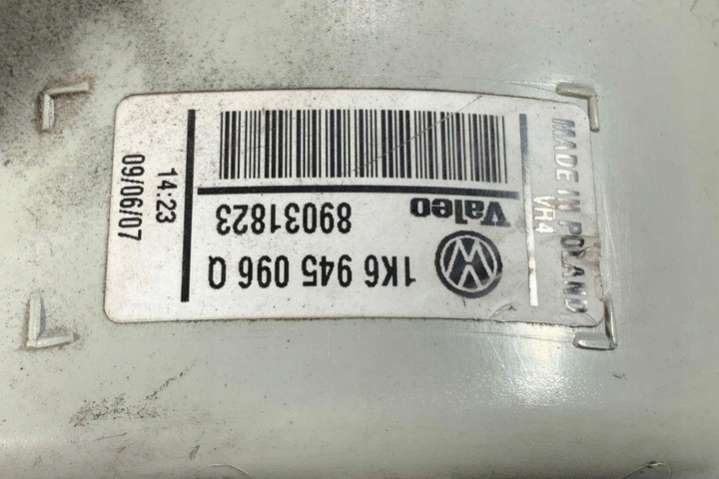 1K6 945 096 Q
Valeo 89031823
MADE IN POLAND
VR4
14:23
09/06/07